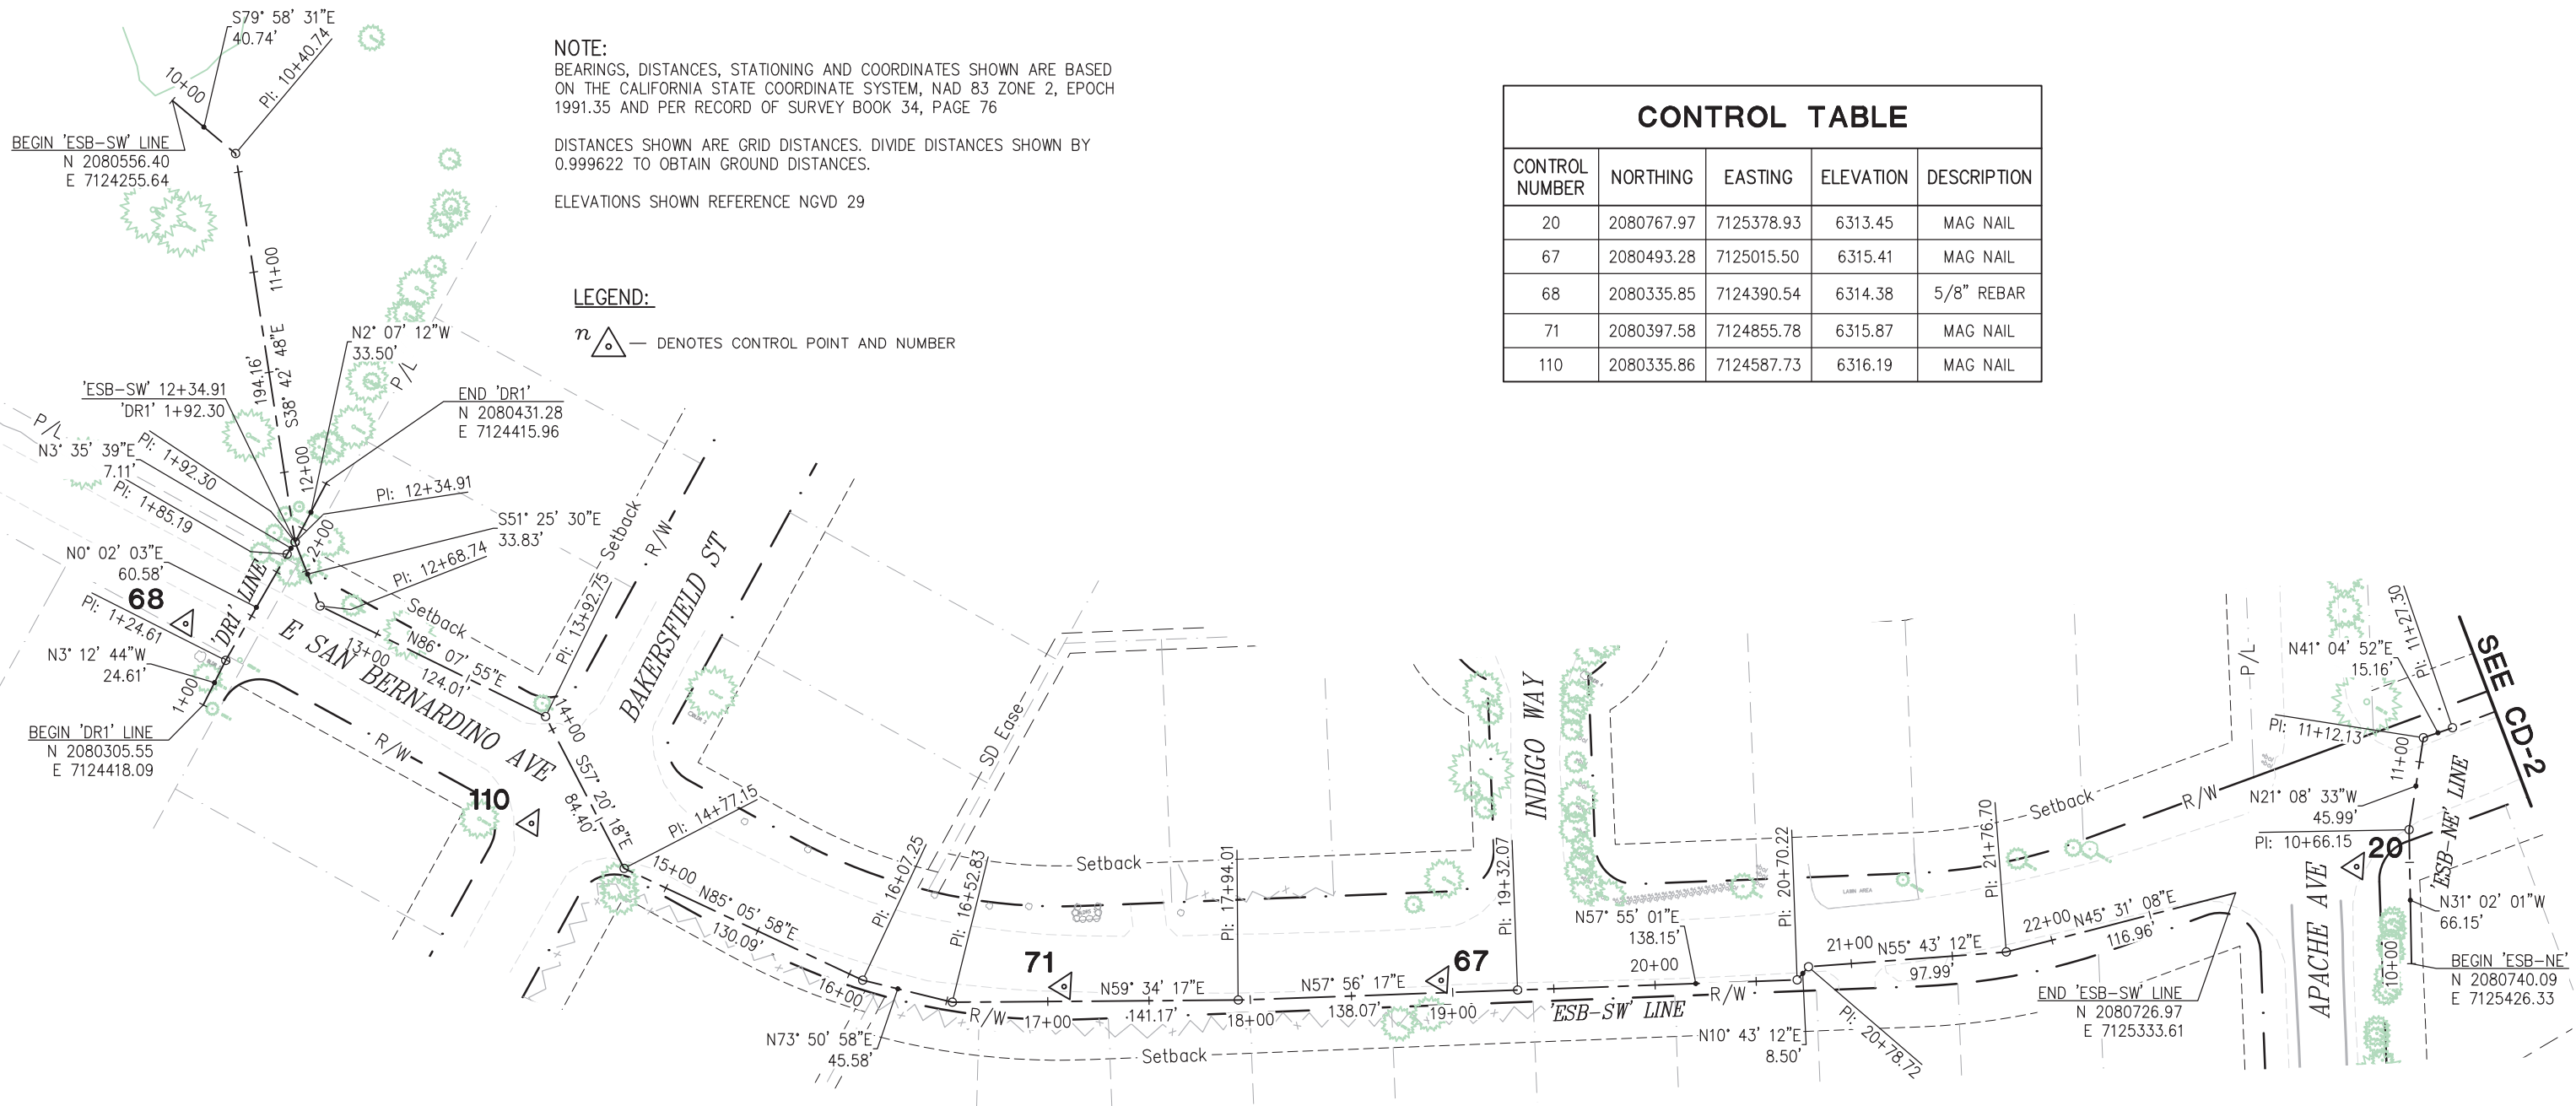 S79° 58' 31"E
40.74'
10+00
PI: 10+40.74
BEGIN 'ESB-SW' LINE
N 2080556.40
E 7124255.64
NOTE:
BEARINGS, DISTANCES, STATIONING AND COORDINATES SHOWN ARE BASED
ON THE CALIFORNIA STATE COORDINATE SYSTEM, NAD 83 ZONE 2, EPOCH
1991.35 AND PER RECORD OF SURVEY BOOK 34, PAGE 76
DISTANCES SHOWN ARE GRID DISTANCES. DIVIDE DISTANCES SHOWN BY
0.999622 TO OBTAIN GROUND DISTANCES.
ELEVATIONS SHOWN REFERENCE NGVD 29
LEGEND:
n — DENOTES CONTROL POINT AND NUMBER
CONTROL TABLE
CONTROL NUMBER NORTHING EASTING ELEVATION DESCRIPTION
20 2080767.97 7125378.93 6313.45 MAG NAIL
67 2080493.28 7125015.50 6315.41 MAG NAIL
68 2080335.85 7124390.54 6314.38 5/8" REBAR
71 2080397.58 7124855.78 6315.87 MAG NAIL
110 2080335.86 7124587.73 6316.19 MAG NAIL
11+00
194.16'
S38° 42' 48"E
12+00
N2° 07' 12"W
33.50'
P/L
'ESB-SW' 12+34.91
'DR1' 1+92.30
END 'DR1'
N 2080431.28
E 7124415.96
P/L
N3° 35' 39"E
7.11'
PI: 1+92.30
PI: 1+85.19
PI: 12+34.91
2+00
S51° 25' 30"E
33.83'
PI: 12+68.74
N0° 02' 03"E
60.58'
'DR1' LINE
68
PI: 1+24.61
N3° 12' 44"W
24.61'
1+00
BEGIN 'DR1' LINE
N 2080305.55
E 7124418.09
E SAN BERNARDINO AVE
R/W
Setback
13+00
N86° 07' 55"E
124.01'
PI: 13+92.75
Setback
R/W
BAKERSFIELD ST
14+00
S57° 20' 18"E
84.40'
110
PI: 14+77.15
15+00
N85° 05' 58"E
130.09'
16+00
PI: 16+07.25
SD Ease
PI: 16+52.83
N73° 50' 58"E
45.58'
71
R/W
17+00
N59° 34' 17"E
141.17'
Setback
Setback
PI: 17+94.01
18+00
N57° 56' 17"E
138.07'
67
19+00
PI: 19+32.07
INDIGO WAY
'ESB-SW' LINE
N57° 55' 01"E
138.15'
20+00
R/W
PI: 20+70.22
N10° 43' 12"E
8.50'
PI: 20+78.72
LAWN AREA
21+00
N55° 43' 12"E
97.99'
PI: 21+76.70
Setback
22+00
N45° 31' 08"E
116.96'
END 'ESB-SW' LINE
N 2080726.97
E 7125333.61
R/W
P/L
APACHE AVE
N41° 04' 52"E
15.16'
PI: 11+27.30
PI: 11+12.13
11+00
N21° 08' 33"W
45.99'
PI: 10+66.15
20
'ESB-NE' LINE
N31° 02' 01"W
66.15'
10+00
BEGIN 'ESB-NE'
N 2080740.09
E 7125426.33
SEE CD-2